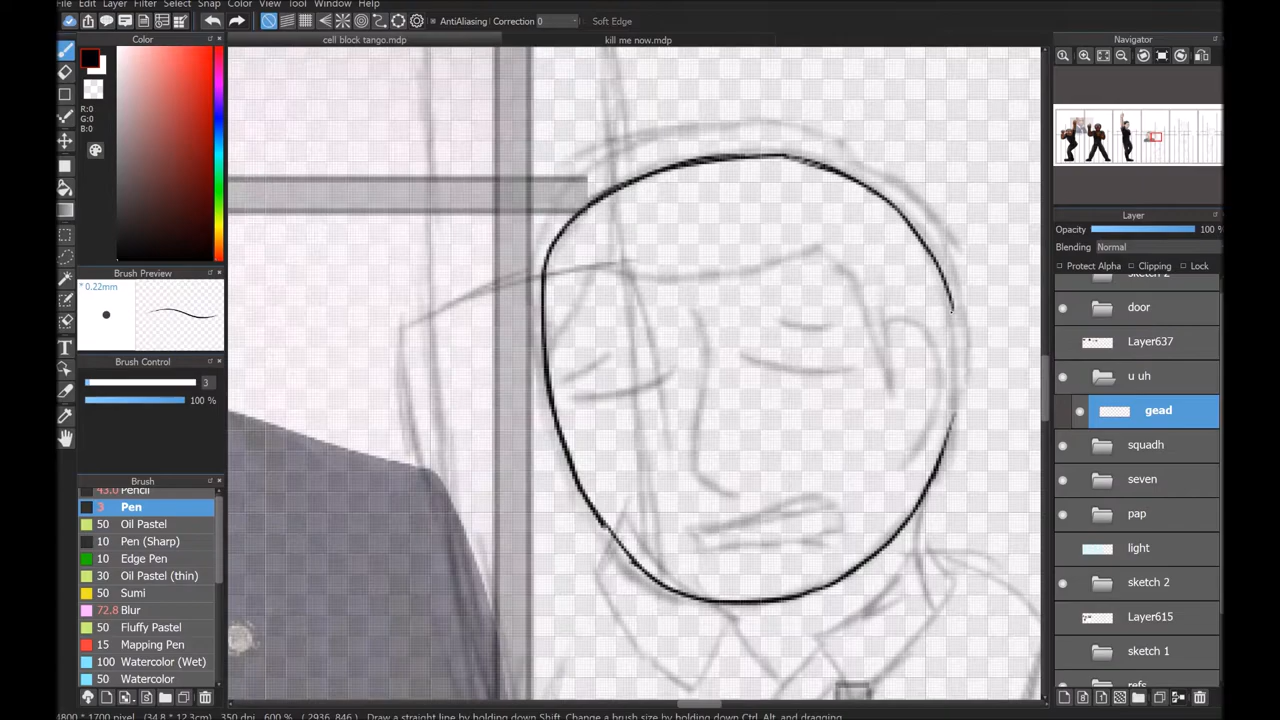 File Edit Layer Filter Select Snap Color View Tool Window Help
AntiAliasing Correction 0 Soft Edge
cell block tango.mdp kill me now.mdp
Color
R:0
G:0
B:0
Brush Preview
* 0.22mm
Brush Control
3
100 %
Brush
43.0 Pencil
3 Pen
50 Oil Pastel
10 Pen (Sharp)
10 Edge Pen
30 Oil Pastel (thin)
50 Sumi
72.8 Blur
50 Fluffy Pastel
15 Mapping Pen
100 Watercolor (Wet)
50 Watercolor
Navigator
Layer
Opacity 100 %
Blending Normal
Protect Alpha Clipping Lock
sketch 2
door
Layer637
u uh
gead
squadh
seven
pap
light
sketch 2
Layer615
sketch 1
refs
4800 * 1700 pixel (34.8 * 12.3cm) 350 dpi 600 % ( 2936, 846 ) Draw a straight line by holding down Shift, Change a brush size by holding down Ctrl, Alt, and dragging